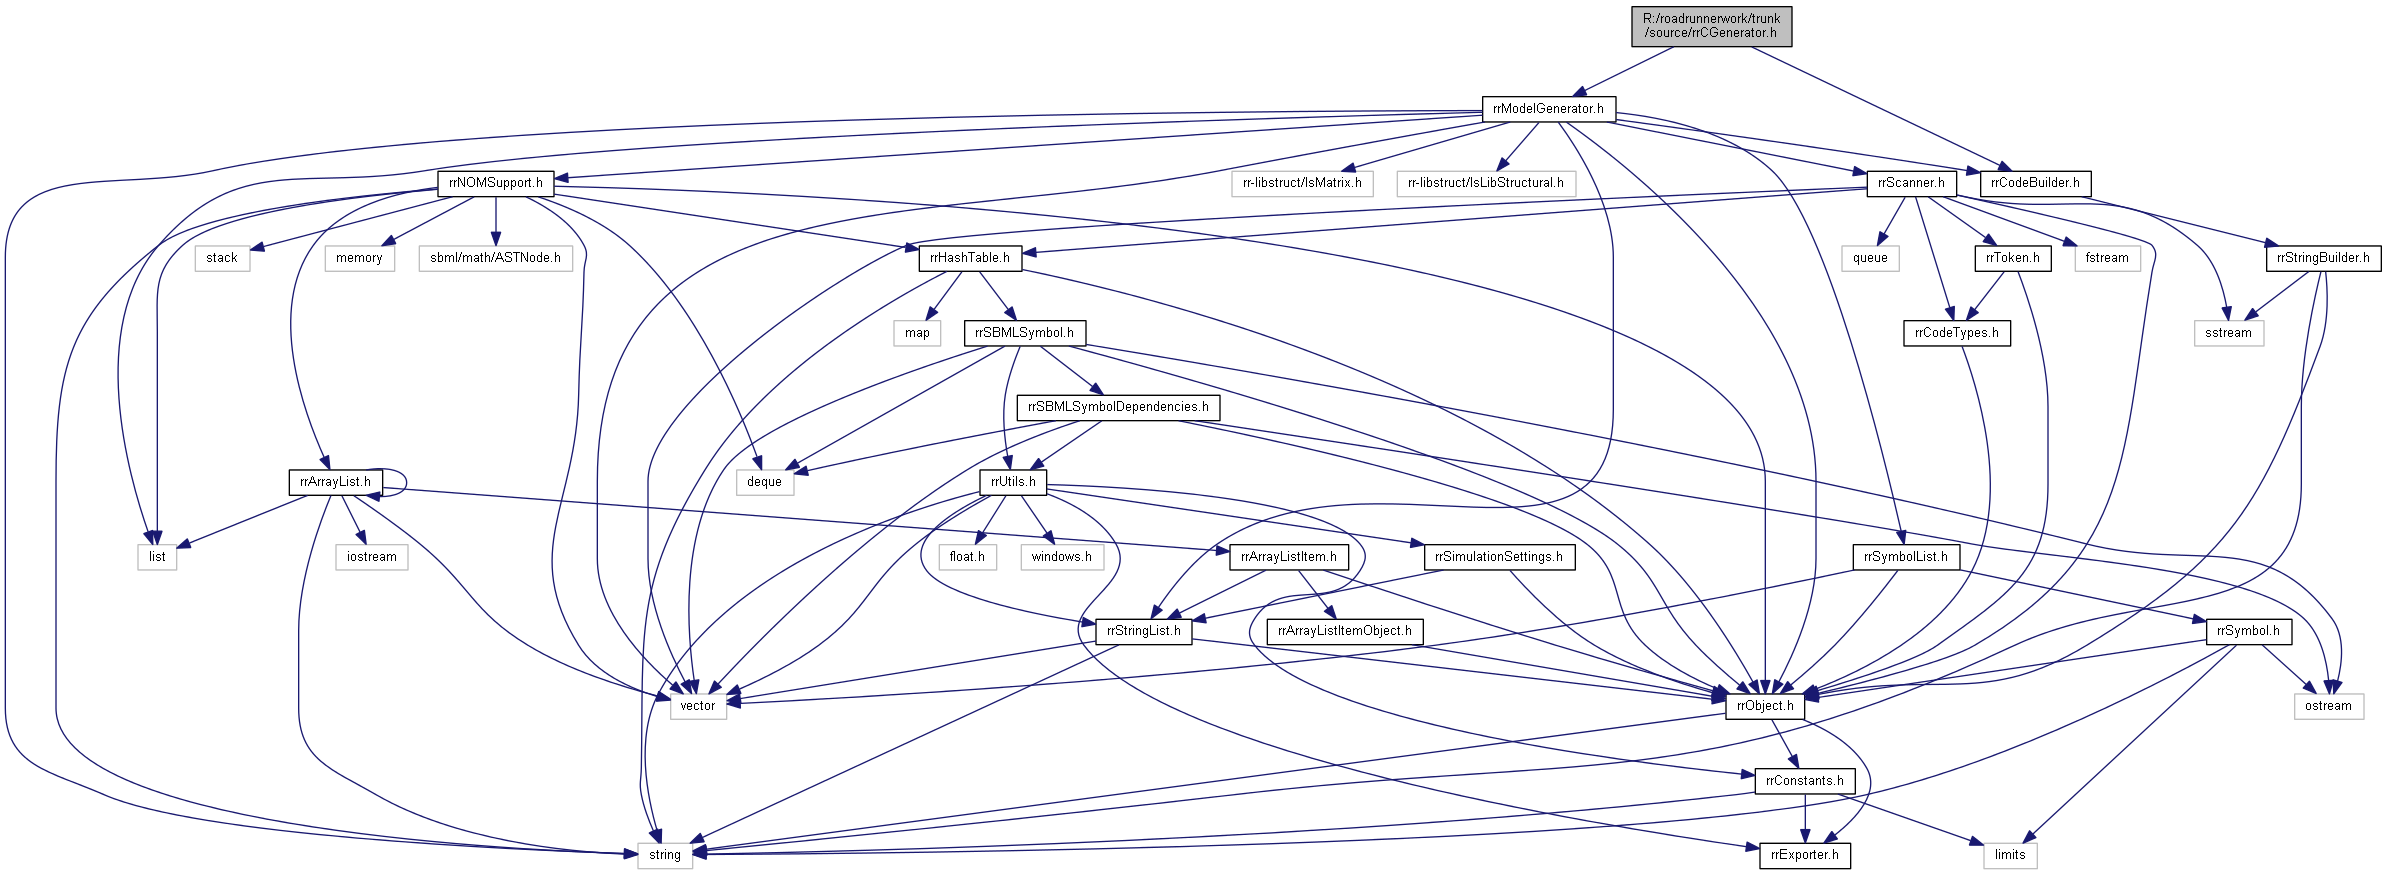 R:/roadrunnerwork/trunk
/source/rrCGenerator.h
rrModelGenerator.h
rrNOMSupport.h
rr-libstruct/lsMatrix.h
rr-libstruct/lsLibStructural.h
rrScanner.h
rrCodeBuilder.h
stack
memory
sbml/math/ASTNode.h
rrHashTable.h
queue
rrToken.h
fstream
rrStringBuilder.h
map
rrSBMLSymbol.h
rrCodeTypes.h
sstream
rrSBMLSymbolDependencies.h
rrArrayList.h
deque
rrUtils.h
list
iostream
float.h
windows.h
rrArrayListItem.h
rrSimulationSettings.h
rrSymbolList.h
rrStringList.h
rrArrayListItemObject.h
rrSymbol.h
vector
rrObject.h
ostream
rrConstants.h
string
rrExporter.h
limits